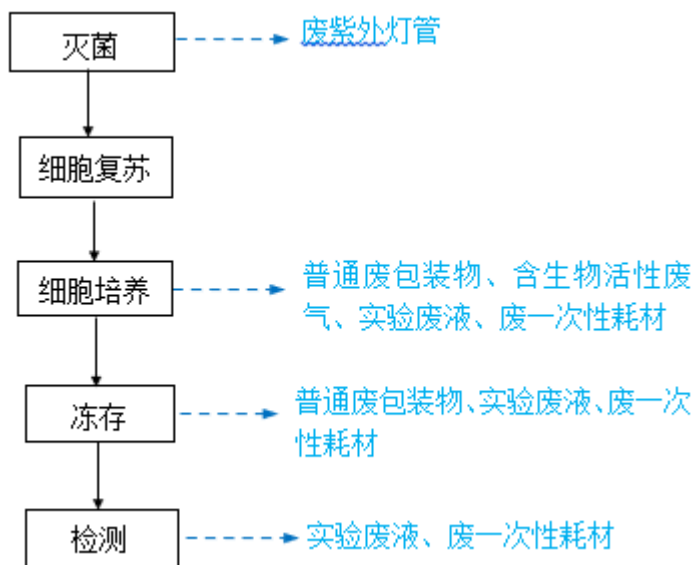 灭菌
废紫外灯管
细胞复苏
细胞培养
普通废包装物、含生物活性废
气、实验废液、废一次性耗材
冻存
普通废包装物、实验废液、废一次
性耗材
检测
实验废液、废一次性耗材